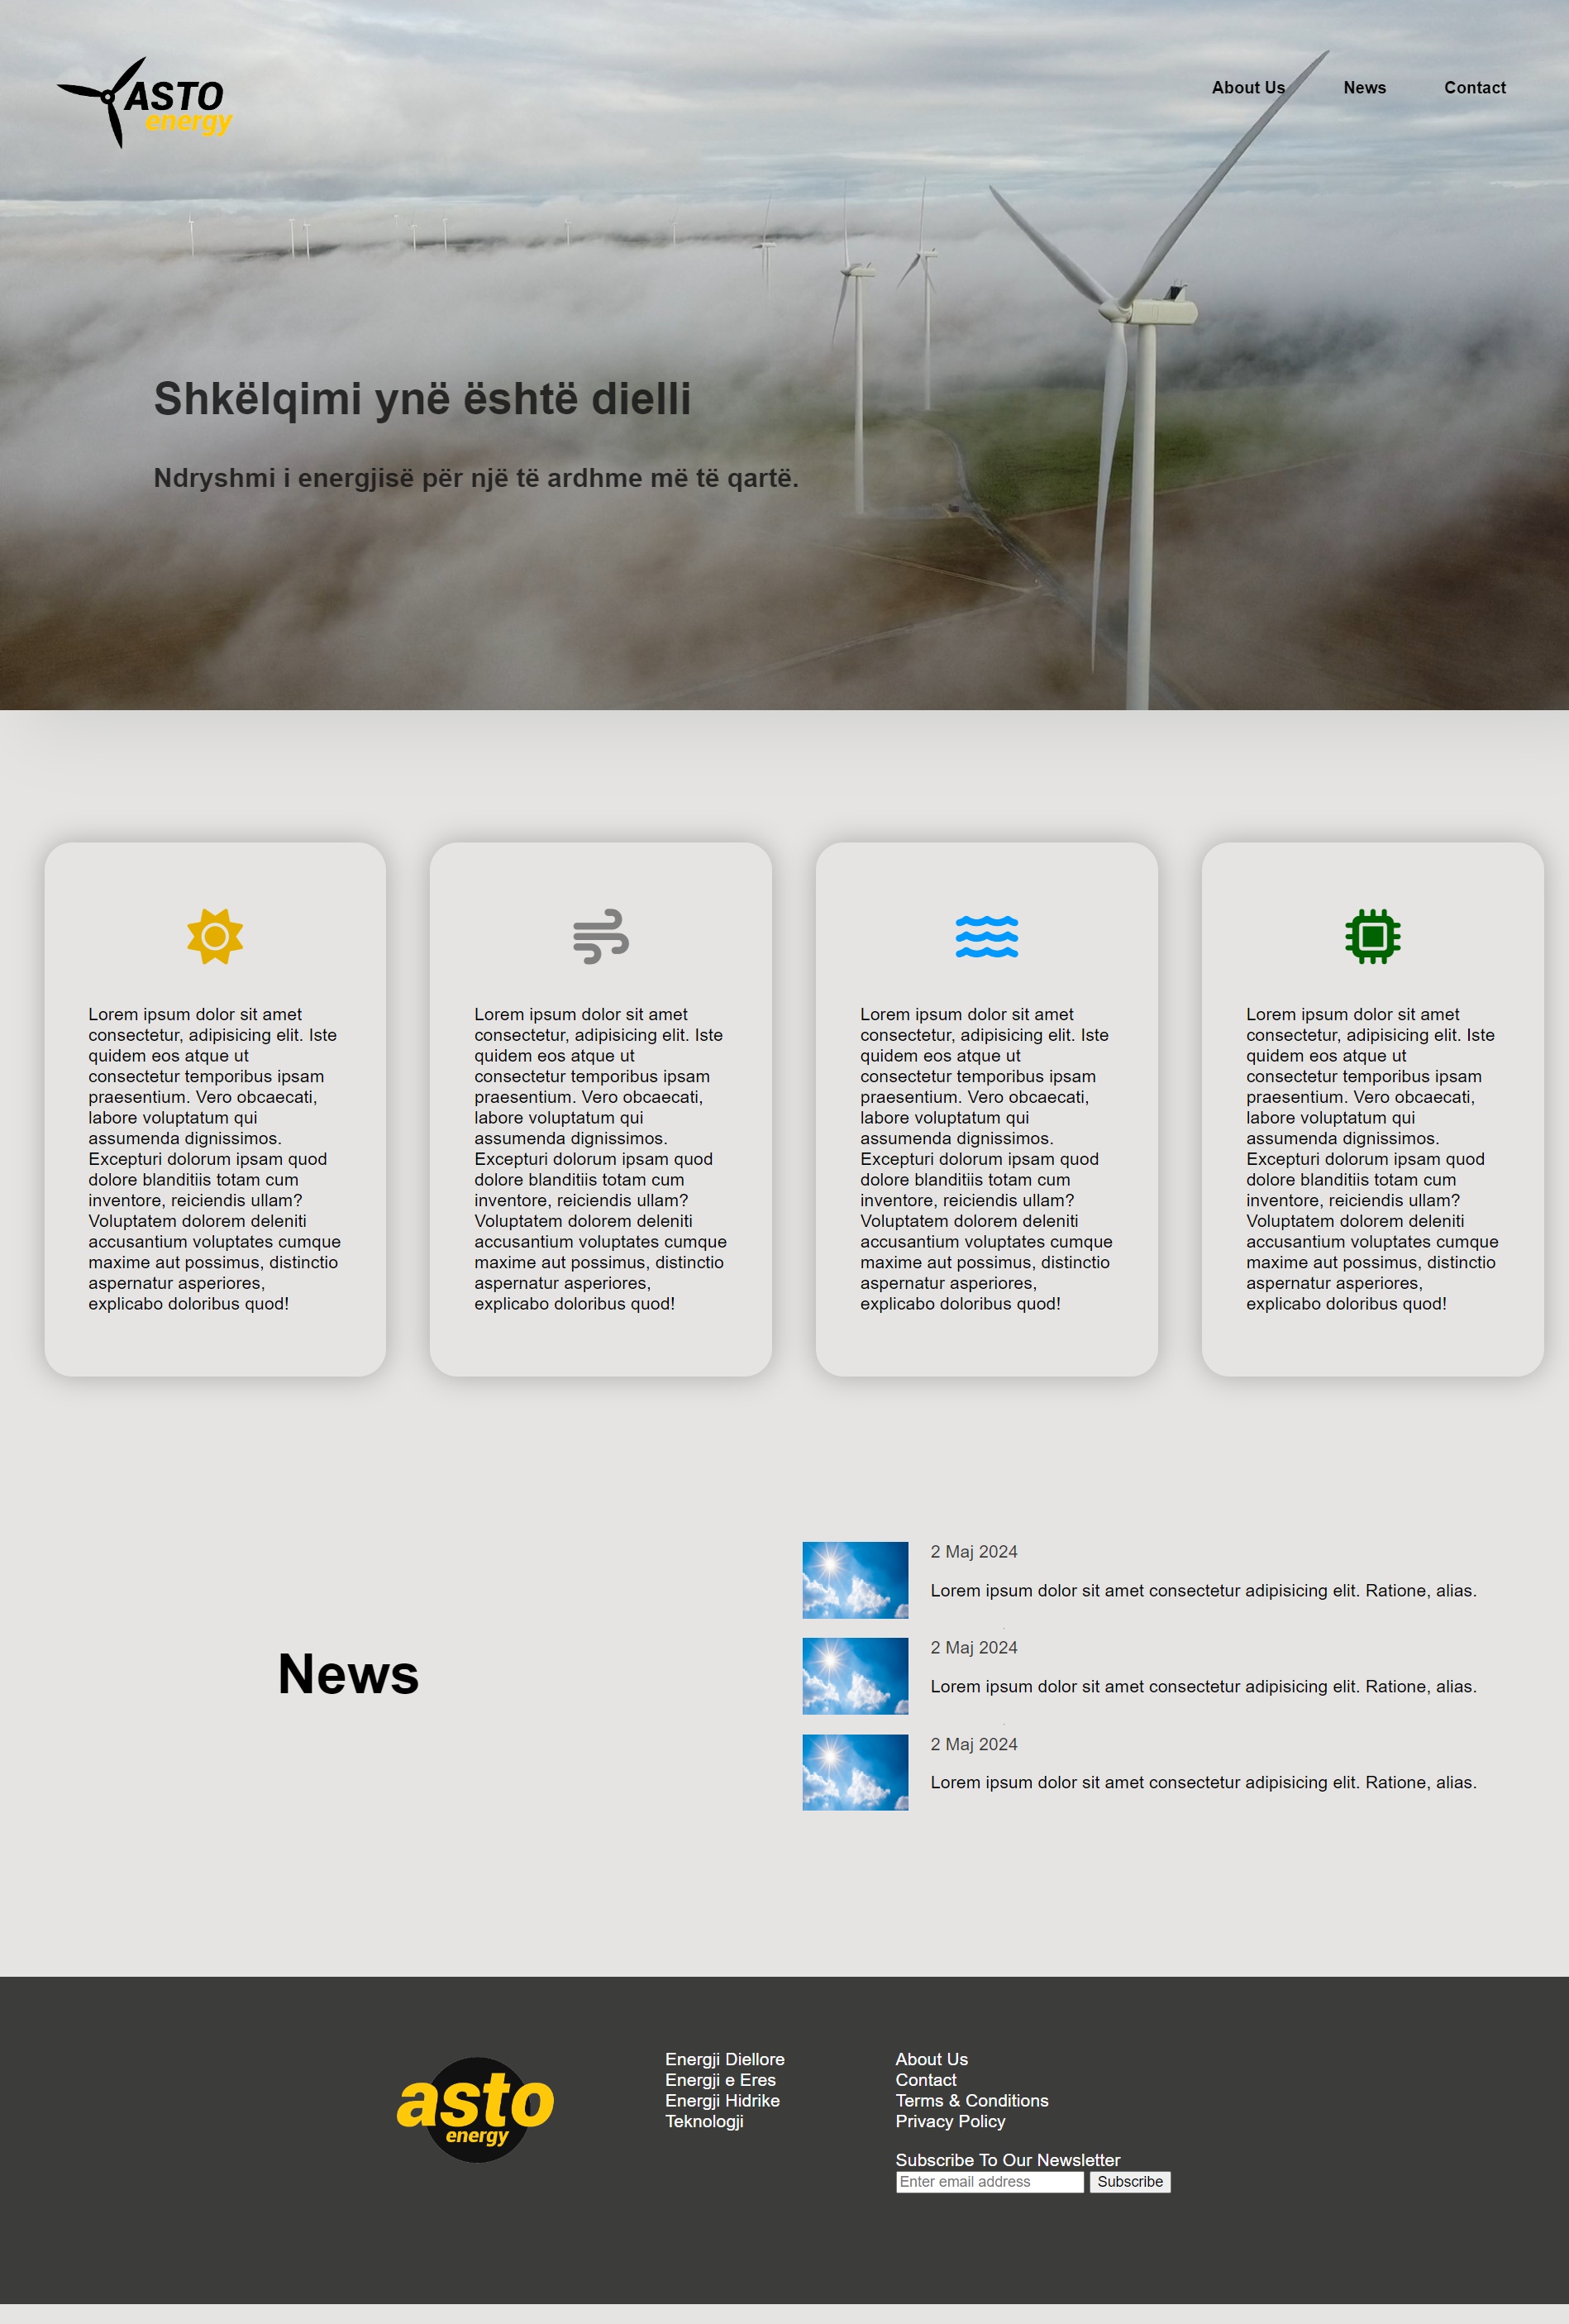 ASTO
energy
About Us
News
Contact
Shkëlqimi ynë është dielli
Ndryshmi i energjisë për një të ardhme më të qartë.
Lorem ipsum dolor sit amet
consectetur, adipisicing elit. Iste
quidem eos atque ut
consectetur temporibus ipsam
praesentium. Vero obcaecati,
labore voluptatum qui
assumenda dignissimos.
Excepturi dolorum ipsam quod
dolore blanditiis totam cum
inventore, reiciendis ullam?
Voluptatem dolorem deleniti
accusantium voluptates cumque
maxime aut possimus, distinctio
aspernatur asperiores,
explicabo doloribus quod!
Lorem ipsum dolor sit amet
consectetur, adipisicing elit. Iste
quidem eos atque ut
consectetur temporibus ipsam
praesentium. Vero obcaecati,
labore voluptatum qui
assumenda dignissimos.
Excepturi dolorum ipsam quod
dolore blanditiis totam cum
inventore, reiciendis ullam?
Voluptatem dolorem deleniti
accusantium voluptates cumque
maxime aut possimus, distinctio
aspernatur asperiores,
explicabo doloribus quod!
Lorem ipsum dolor sit amet
consectetur, adipisicing elit. Iste
quidem eos atque ut
consectetur temporibus ipsam
praesentium. Vero obcaecati,
labore voluptatum qui
assumenda dignissimos.
Excepturi dolorum ipsam quod
dolore blanditiis totam cum
inventore, reiciendis ullam?
Voluptatem dolorem deleniti
accusantium voluptates cumque
maxime aut possimus, distinctio
aspernatur asperiores,
explicabo doloribus quod!
Lorem ipsum dolor sit amet
consectetur, adipisicing elit. Iste
quidem eos atque ut
consectetur temporibus ipsam
praesentium. Vero obcaecati,
labore voluptatum qui
assumenda dignissimos.
Excepturi dolorum ipsam quod
dolore blanditiis totam cum
inventore, reiciendis ullam?
Voluptatem dolorem deleniti
accusantium voluptates cumque
maxime aut possimus, distinctio
aspernatur asperiores,
explicabo doloribus quod!
News
2 Maj 2024
Lorem ipsum dolor sit amet consectetur adipisicing elit. Ratione, alias.
2 Maj 2024
Lorem ipsum dolor sit amet consectetur adipisicing elit. Ratione, alias.
2 Maj 2024
Lorem ipsum dolor sit amet consectetur adipisicing elit. Ratione, alias.
asto
energy
Energji Diellore
Energji e Eres
Energji Hidrike
Teknologji
About Us
Contact
Terms & Conditions
Privacy Policy
Subscribe To Our Newsletter
Enter email address
Subscribe